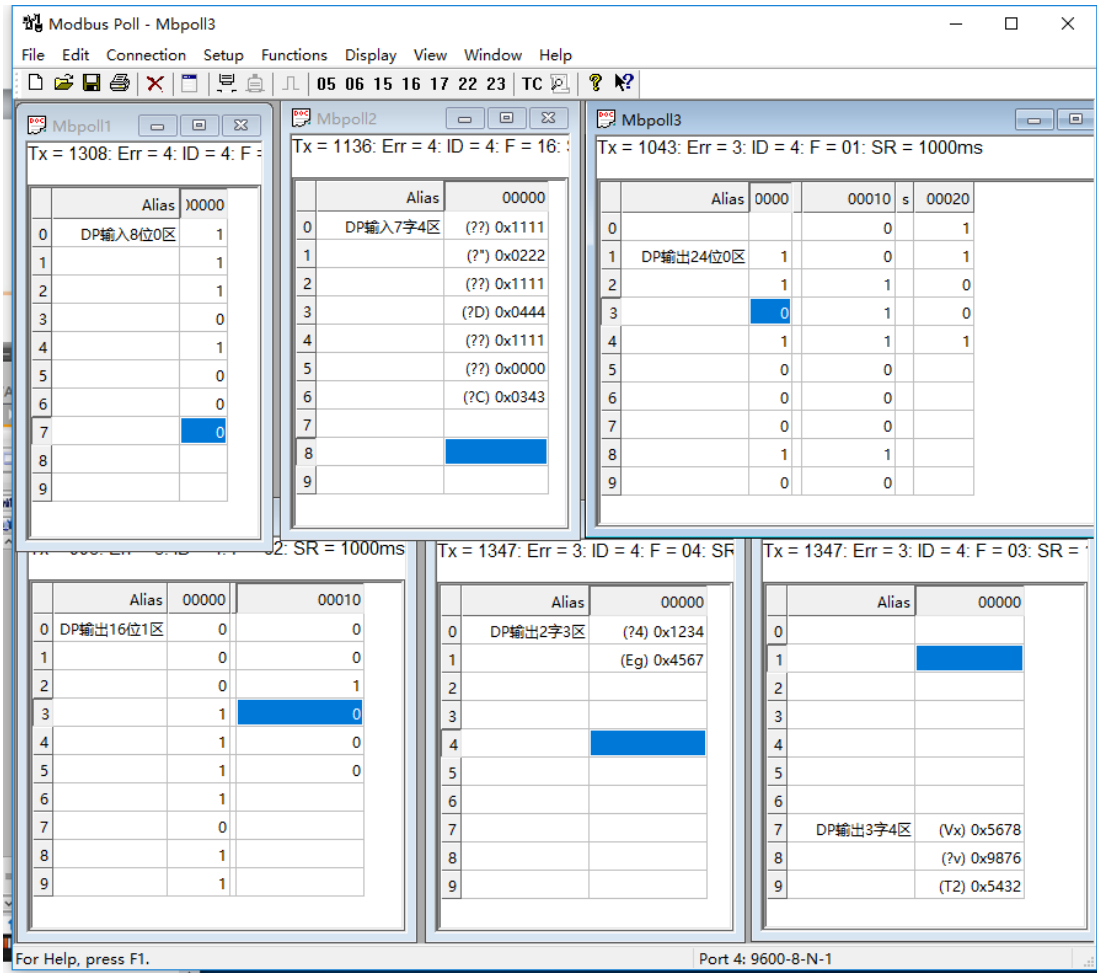 Modbus Poll - Mbpoll3
File Edit Connection Setup Functions Display View Window Help
05 06 15 16 17 22 23 TC
Mbpoll1
Tx = 1308: Err = 4: ID = 4: F =
Alias 00000
0 DP输入8位0区 1
1 1
2 1
3 0
4 1
5 0
6 0
7 0
8
9
Mbpoll2
Tx = 1136: Err = 4: ID = 4: F = 16:
Alias 00000
0 DP输入7字4区 (??) 0x1111
1 (?") 0x0222
2 (??) 0x1111
3 (?D) 0x0444
4 (??) 0x1111
5 (??) 0x0000
6 (?C) 0x0343
7
8
9
Mbpoll3
Tx = 1043: Err = 3: ID = 4: F = 01: SR = 1000ms
Alias 0000 00010 s 00020
0 0 1
1 DP输出24位0区 1 0 1
2 1 1 0
3 0 1 0
4 1 1 1
5 0 0
6 0 0
7 0 0
8 1 1
9 0 0
02: SR = 1000ms
Alias 00000 00010
0 DP输出16位1区 0 0
1 0 0
2 0 1
3 1 0
4 1 0
5 1 0
6 1
7 0
8 1
9 1
Tx = 1347: Err = 3: ID = 4: F = 04: SR
Alias 00000
0 DP输出2字3区 (?4) 0x1234
1 (Eg) 0x4567
2
3
4
5
6
7
8
9
Tx = 1347: Err = 3: ID = 4: F = 03: SR =
Alias 00000
0
1
2
3
4
5
6
7 DP输出3字4区 (Vx) 0x5678
8 (?v) 0x9876
9 (T2) 0x5432
For Help, press F1.
Port 4: 9600-8-N-1